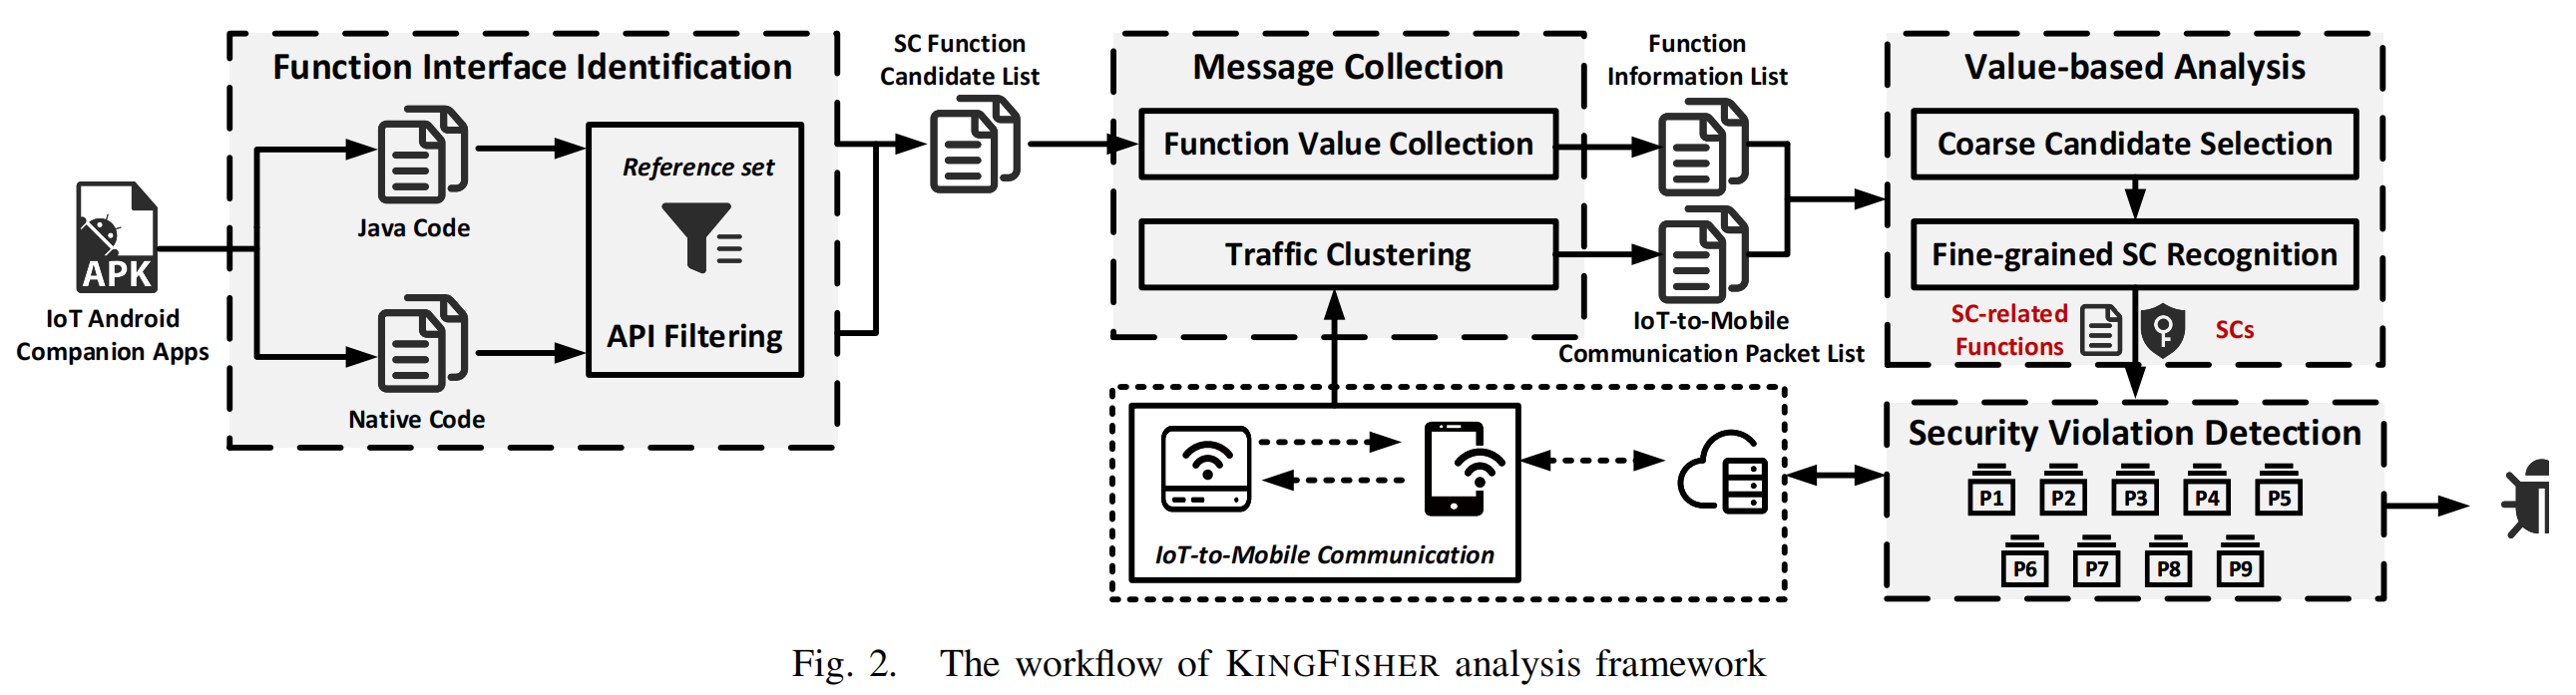 Function Interface Identification
Java Code
Native Code
Reference set
API Filtering
APK
IoT Android
Companion Apps
SC Function
Candidate List
Message Collection
Function Value Collection
Traffic Clustering
IoT-to-Mobile Communication
Function
Information List
IoT-to-Mobile
Communication Packet List
Value-based Analysis
Coarse Candidate Selection
Fine-grained SC Recognition
SC-related
Functions
SCs
Security Violation Detection
P1 P2 P3 P4 P5
P6 P7 P8 P9
Fig. 2. The workflow of KINGFISHER analysis framework